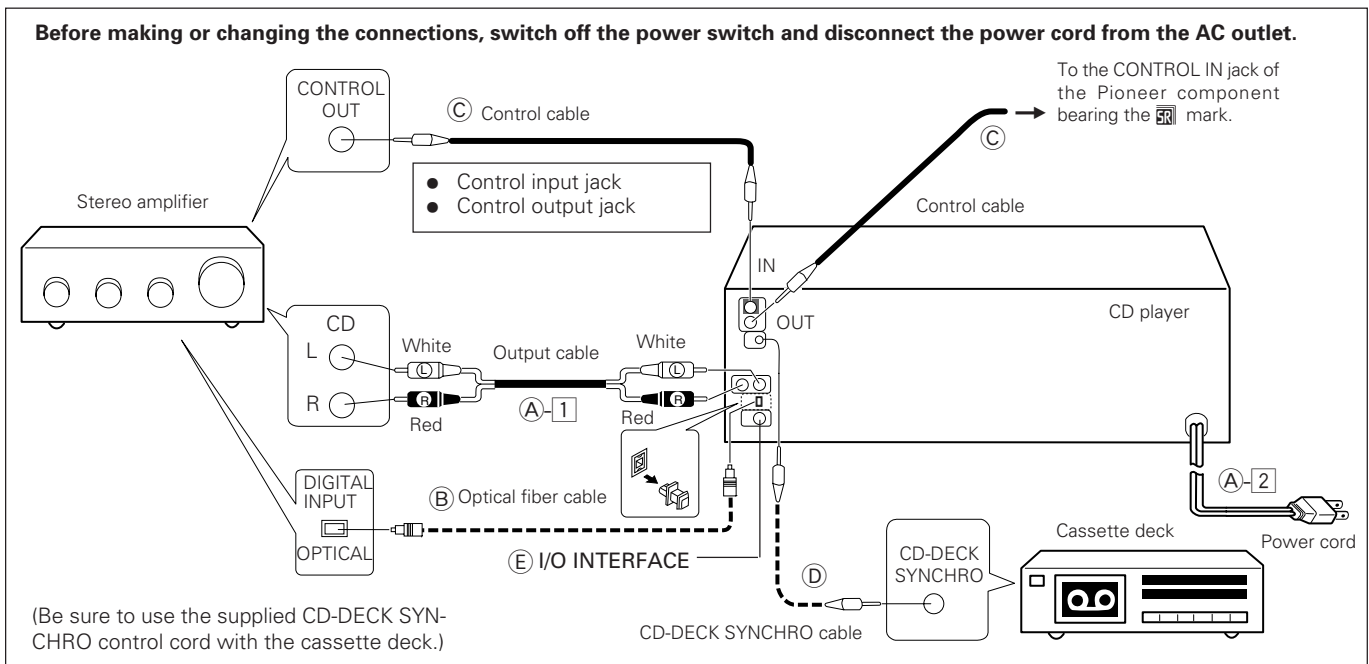 Before making or changing the connections, switch off the power switch and disconnect the power cord from the AC outlet.
CONTROL
OUT
Ⓒ Control cable
To the CONTROL IN jack of
the Pioneer component
bearing the SR mark.
Ⓒ
● Control input jack
● Control output jack
Stereo amplifier
Control cable
IN
OUT
CD player
CD
L
R
White
L
R
Red
Output cable
Ⓐ-1
White
L
R
Red
DIGITAL
INPUT
OPTICAL
Ⓑ Optical fiber cable
Ⓔ I/O INTERFACE
Ⓓ
CD-DECK
SYNCHRO
CD-DECK SYNCHRO cable
Cassette deck
Ⓐ-2
Power cord
(Be sure to use the supplied CD-DECK SYN-
CHRO control cord with the cassette deck.)